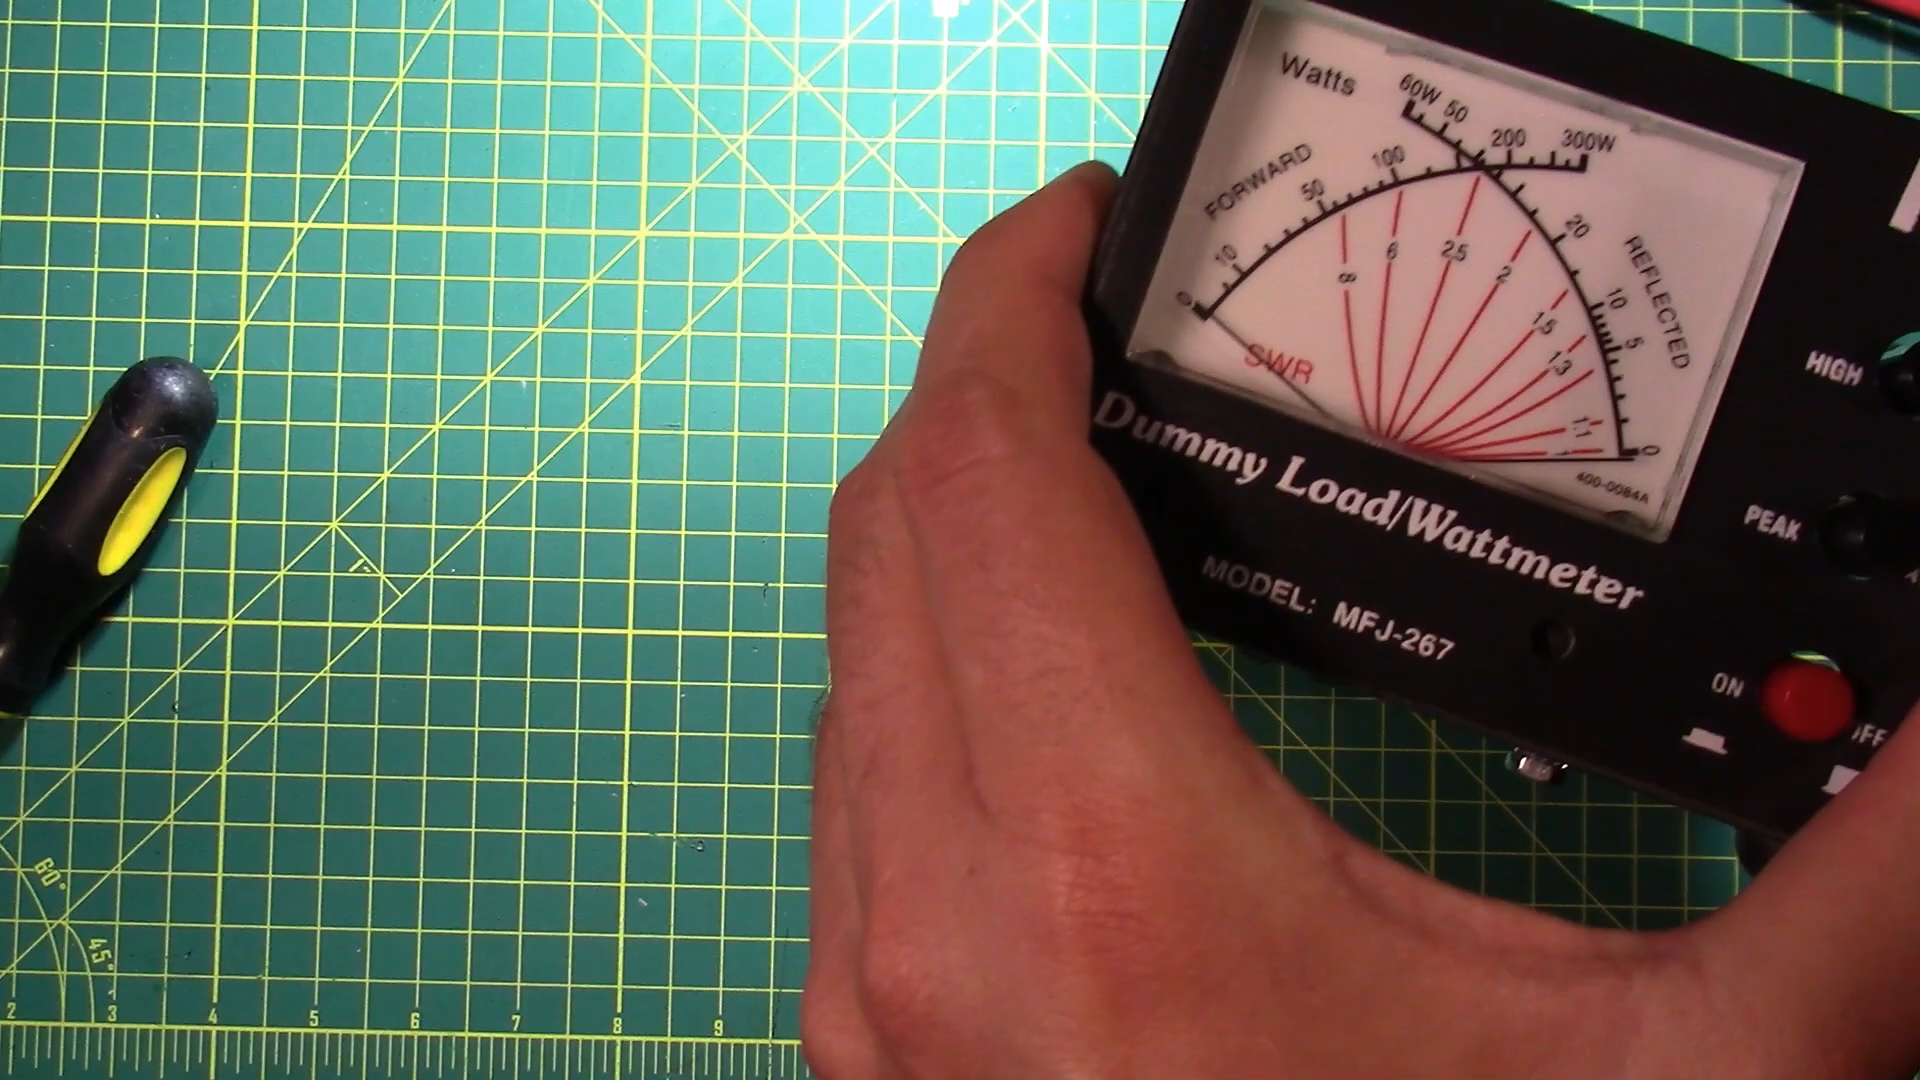 Watts
60W 50
200 300W
FORWARD
0 10 50 100
20 10 5 0
REFLECTED
8 6 2.5 2 1.5 1.3 1.1 1
SWR
400-0084A
HIGH
PEAK
Dummy Load/Wattmeter
MODEL: MFJ-267
ON
1"
60°
45°
2 3 4 5 6 7 8 9